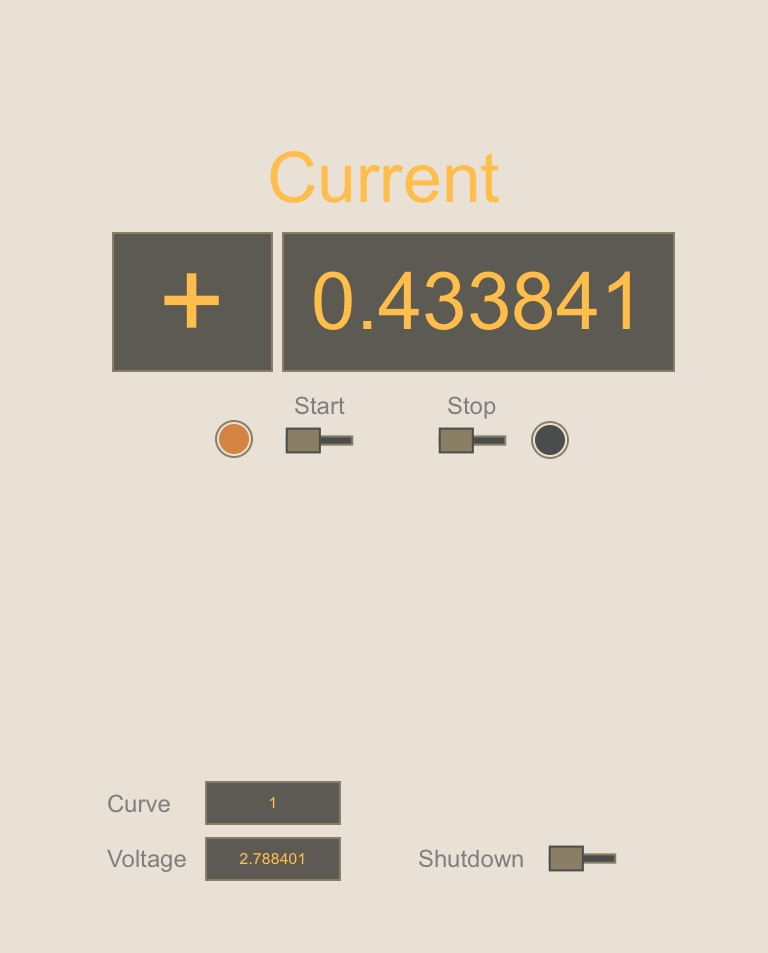 Current
+ 0.433841
Start Stop
Curve 1
Voltage 2.788401 Shutdown